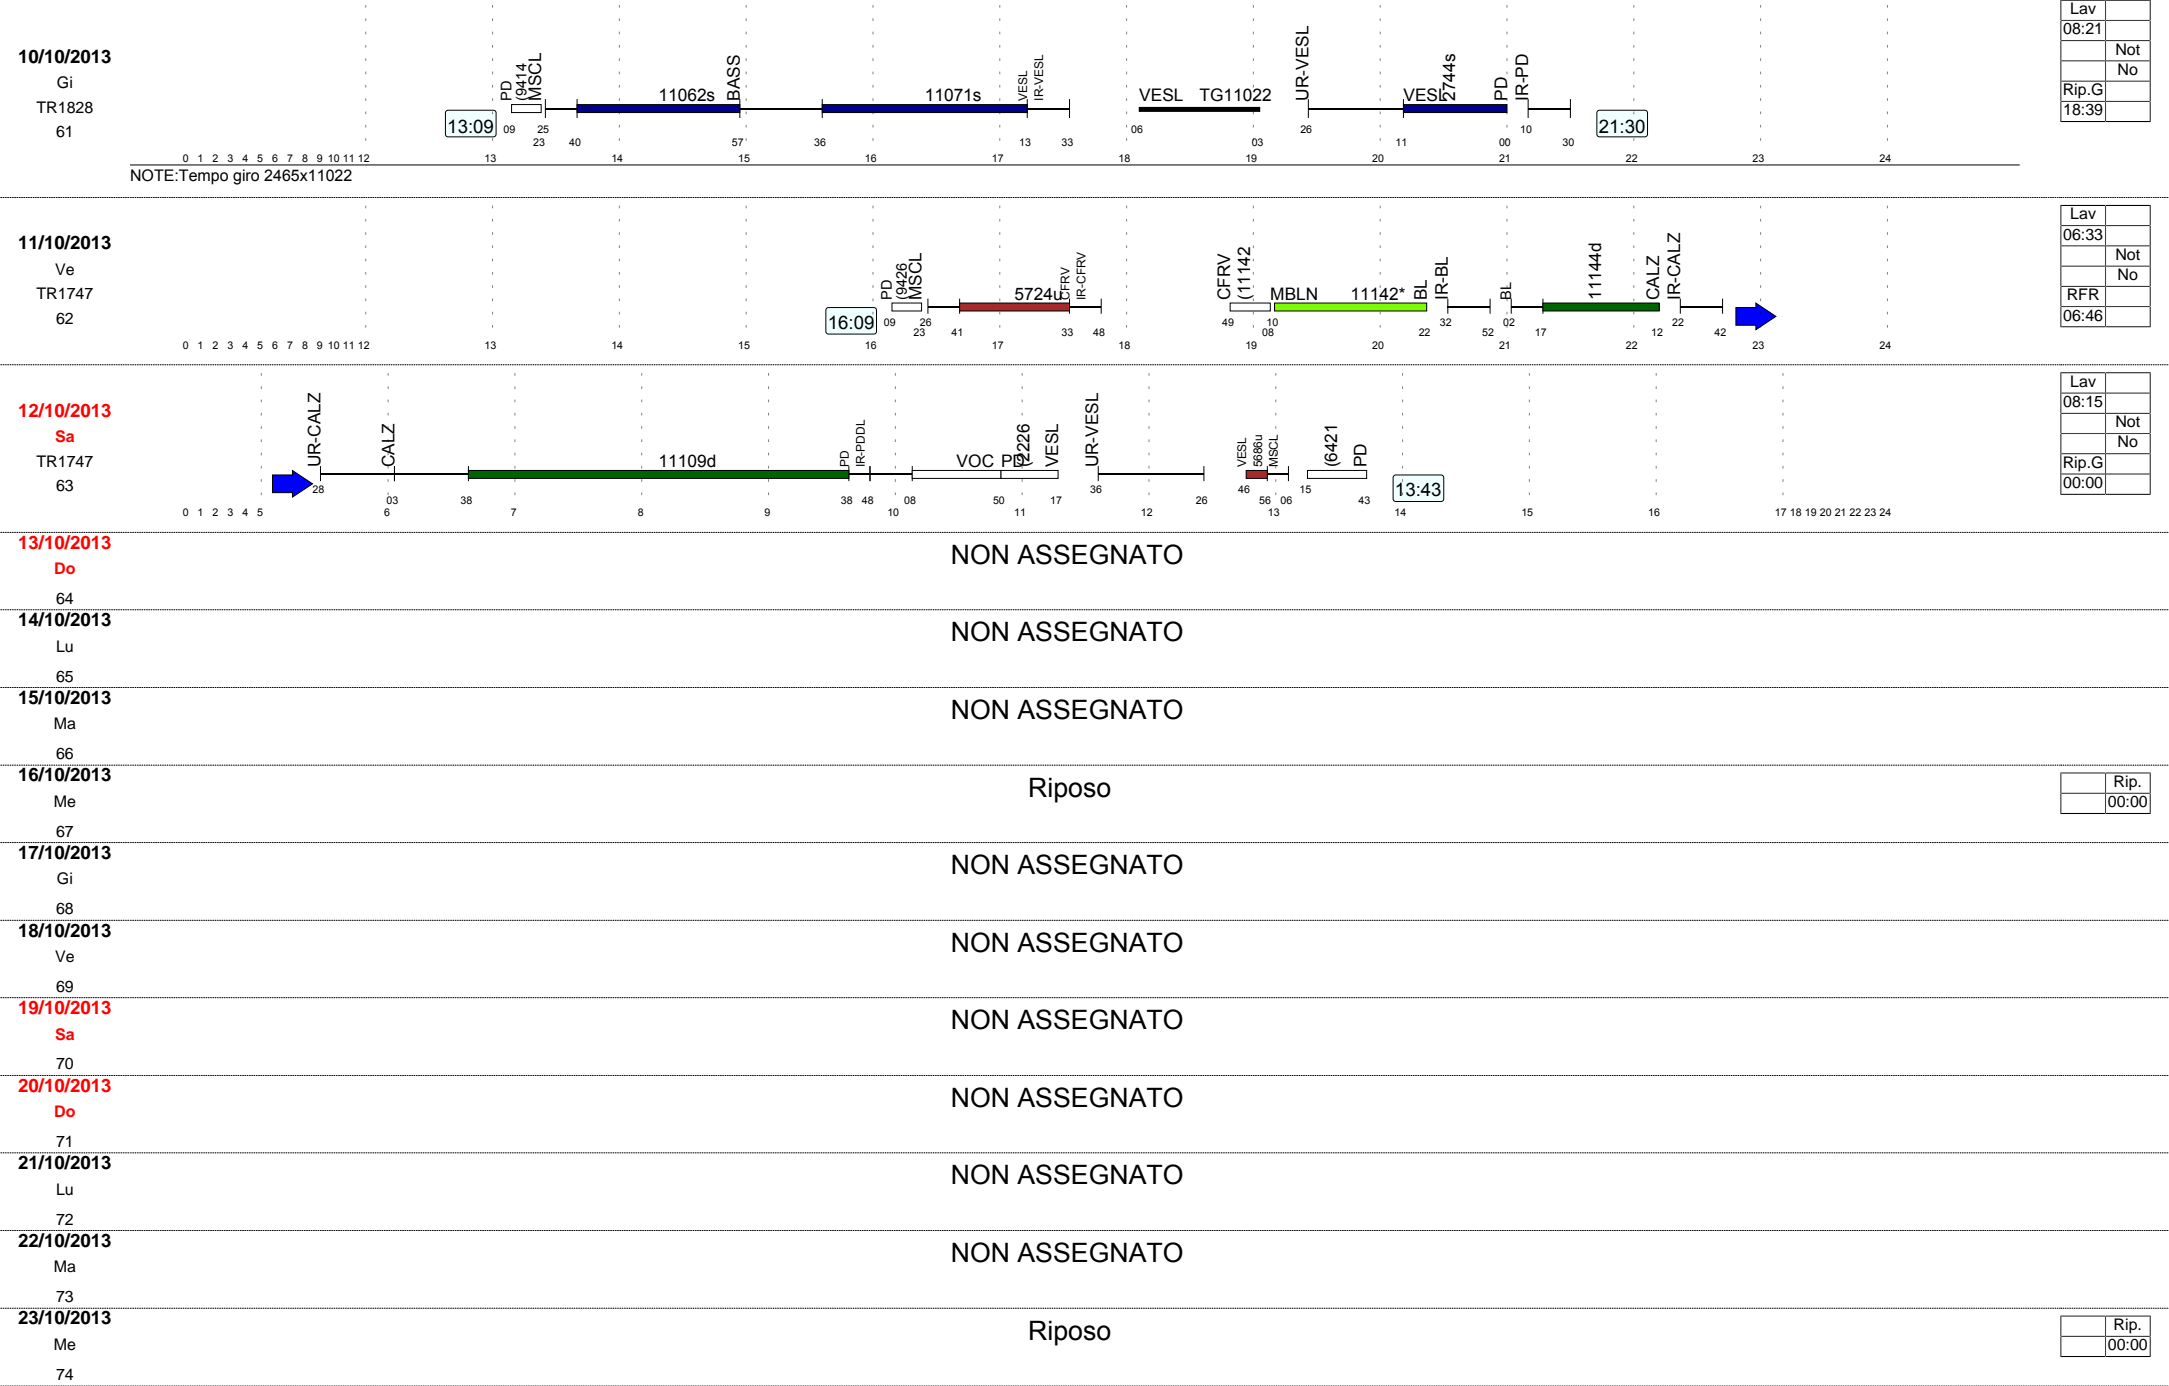 10/10/2013
Gi
TR1828
61
13:09
PD
(9414
MSCL
11062s
BASS
11071s
VESL
IR-VESL
VESL TG11022
UR-VESL
VESL
2744s
PD
IR-PD
21:30
09 25 23 40 57 36 13 33 06 03 26 11 00 10 30
0 1 2 3 4 5 6 7 8 9 10 11 12 13 14 15 16 17 18 19 20 21 22 23 24
NOTE:Tempo giro 2465x11022
Lav
08:21
Not
No
Rip.G
18:39
11/10/2013
Ve
TR1747
62
16:09
PD
(9426
MSCL
5724u
CFRV
IR-CFRV
CFRV
(11142
MBLN 11142*
BL
IR-BL
BL
11144d
CALZ
IR-CALZ
09 26 23 41 33 48 49 10 08 22 32 52 02 17 12 22 42
0 1 2 3 4 5 6 7 8 9 10 11 12 13 14 15 16 17 18 19 20 21 22 23 24
Lav
06:33
Not
No
RFR
06:46
12/10/2013
Sa
TR1747
63
UR-CALZ
CALZ
11109d
PD
IR-PDDL
VOC PD
(2226
VESL
UR-VESL
VESL
5686u
MSCL
(6421
PD
13:43
28 03 38 38 48 08 50 17 36 26 46 56 06 15 43
0 1 2 3 4 5 6 7 8 9 10 11 12 13 14 15 16 17 18 19 20 21 22 23 24
Lav
08:15
Not
No
Rip.G
00:00
13/10/2013
Do
64
NON ASSEGNATO
14/10/2013
Lu
65
NON ASSEGNATO
15/10/2013
Ma
66
NON ASSEGNATO
16/10/2013
Me
67
Riposo
Rip.
00:00
17/10/2013
Gi
68
NON ASSEGNATO
18/10/2013
Ve
69
NON ASSEGNATO
19/10/2013
Sa
70
NON ASSEGNATO
20/10/2013
Do
71
NON ASSEGNATO
21/10/2013
Lu
72
NON ASSEGNATO
22/10/2013
Ma
73
NON ASSEGNATO
23/10/2013
Me
74
Riposo
Rip.
00:00